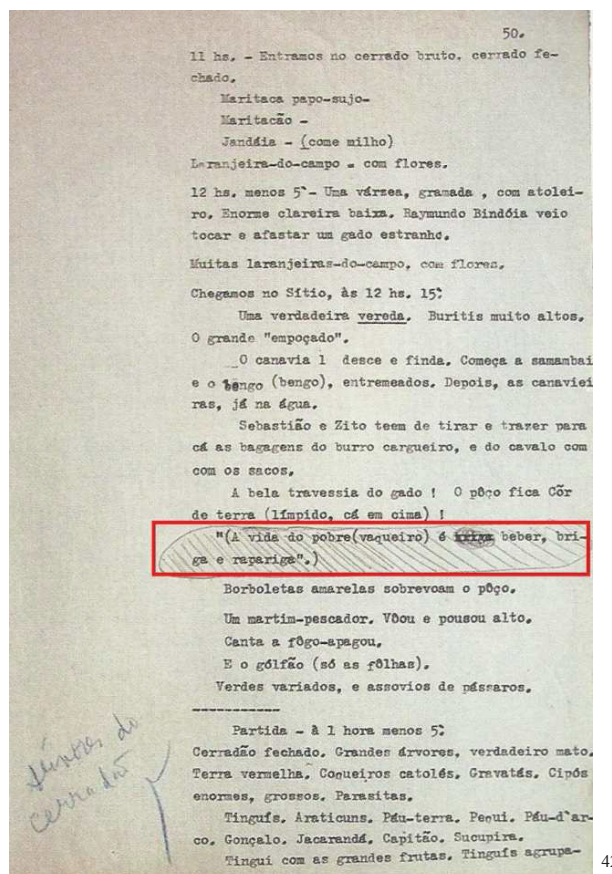 50.
11 hs. - Entramos no cerrado bruto. cerrado fe-
chado.
Maritaca papo-sujo-
Maritacão -
Jandáia - (come milho)
Laranjeira-do-campo - com flores.
12 hs. menos 5`- Uma várzea, gramada , com atolei-
ro. Enorme clareira baixa. Raymundo Bindóia veio
tocar e afastar um gado estranho.
Muitas laranjeiras-do-campo, com flores.
Chegamos no Sítio, às 12 hs. 15`.
Uma verdadeira vereda. Buritis muito altos.
O grande "empoçado".
O canavia l desce e finda. Começa a samambai
e o bengo (bengo), entremeados. Depois, as canaviei
ras, já na água.
Sebastião e Zito teem de tirar e trazer para
cá as bagagens do burro cargueiro, e do cavalo com
com os sacos.
A bela travessia do gado ! O pôço fica Côr
de terra (límpido, cá em cima) !
"(A vida do pobre(vaqueiro) é beber, bri-
ga e rapariga".)
Borboletas amarelas sobrevoam o pôço.
Um martim-pescador. Vôou e pousou alto.
Canta a fôgo-apagou.
E o gólfão (só as fôlhas).
Verdes variados, e assovios de pássaros.
-----------
Partida - à 1 hora menos 5`.
Cerradão fechado. Grandes árvores, verdadeiro mato.
Terra vermelha. Coqueiros catolés. Gravatás. Cipós
enormes, grossos. Parasitas.
Tinguís. Araticuns. Páu-terra. Pequi. Páu-d`ar-
co. Gonçalo. Jacarandá. Capitão. Sucupira.
Tingui com as grandes frutas. Tinguís agrupa-
do
cerradão
42